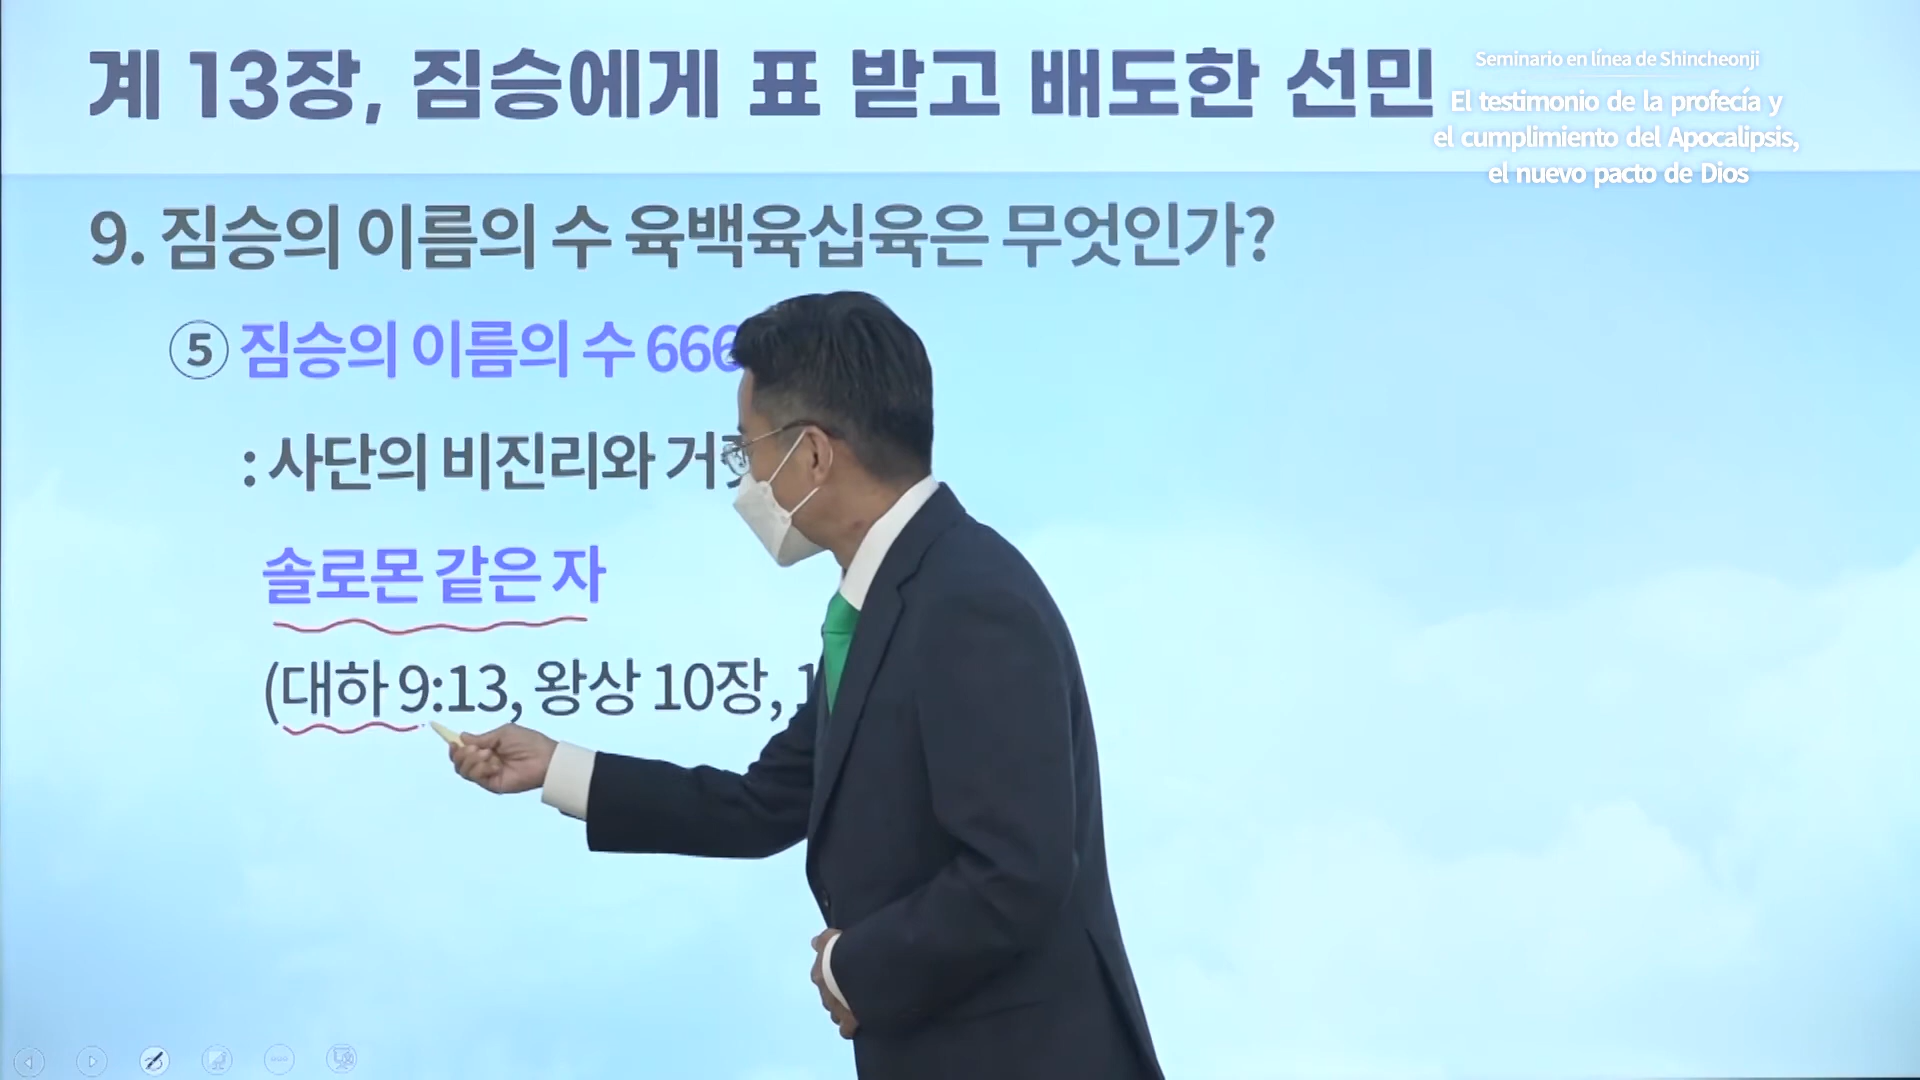 계 13장, 짐승에게 표 받고 배도한 선민
Seminario en línea de Shincheonji
El testimonio de la profecía y
el cumplimiento del Apocalipsis,
el nuevo pacto de Dios
9. 짐승의 이름의 수 육백육십육은 무엇인가?
⑤ 짐승의 이름의 수 666
: 사단의 비진리와
솔로몬 같은 자
(대하 9:13, 왕상 10장,